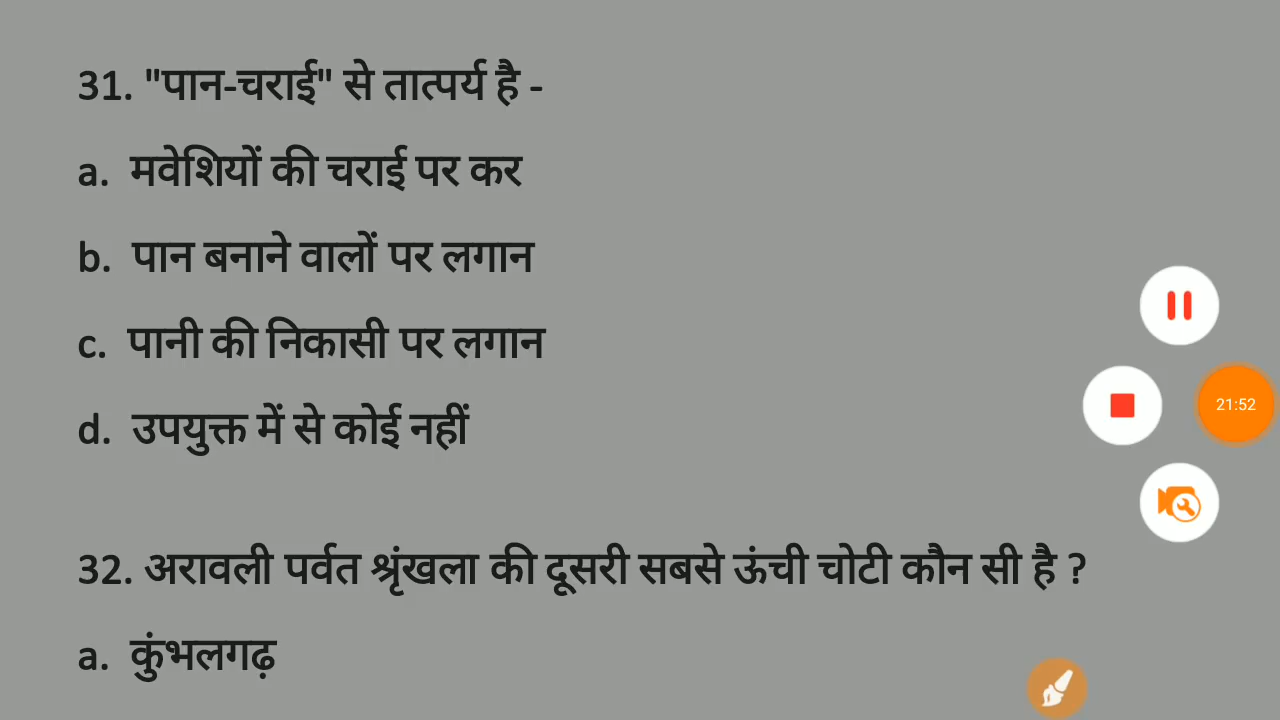 31. "पान-चराई" से तात्पर्य है -
a. मवेशियों की चराई पर कर
b. पान बनाने वालों पर लगान
c. पानी की निकासी पर लगान
d. उपयुक्त में से कोई नहीं
21:52
32. अरावली पर्वत श्रृंखला की दूसरी सबसे ऊंची चोटी कौन सी है ?
a. कुंभलगढ़